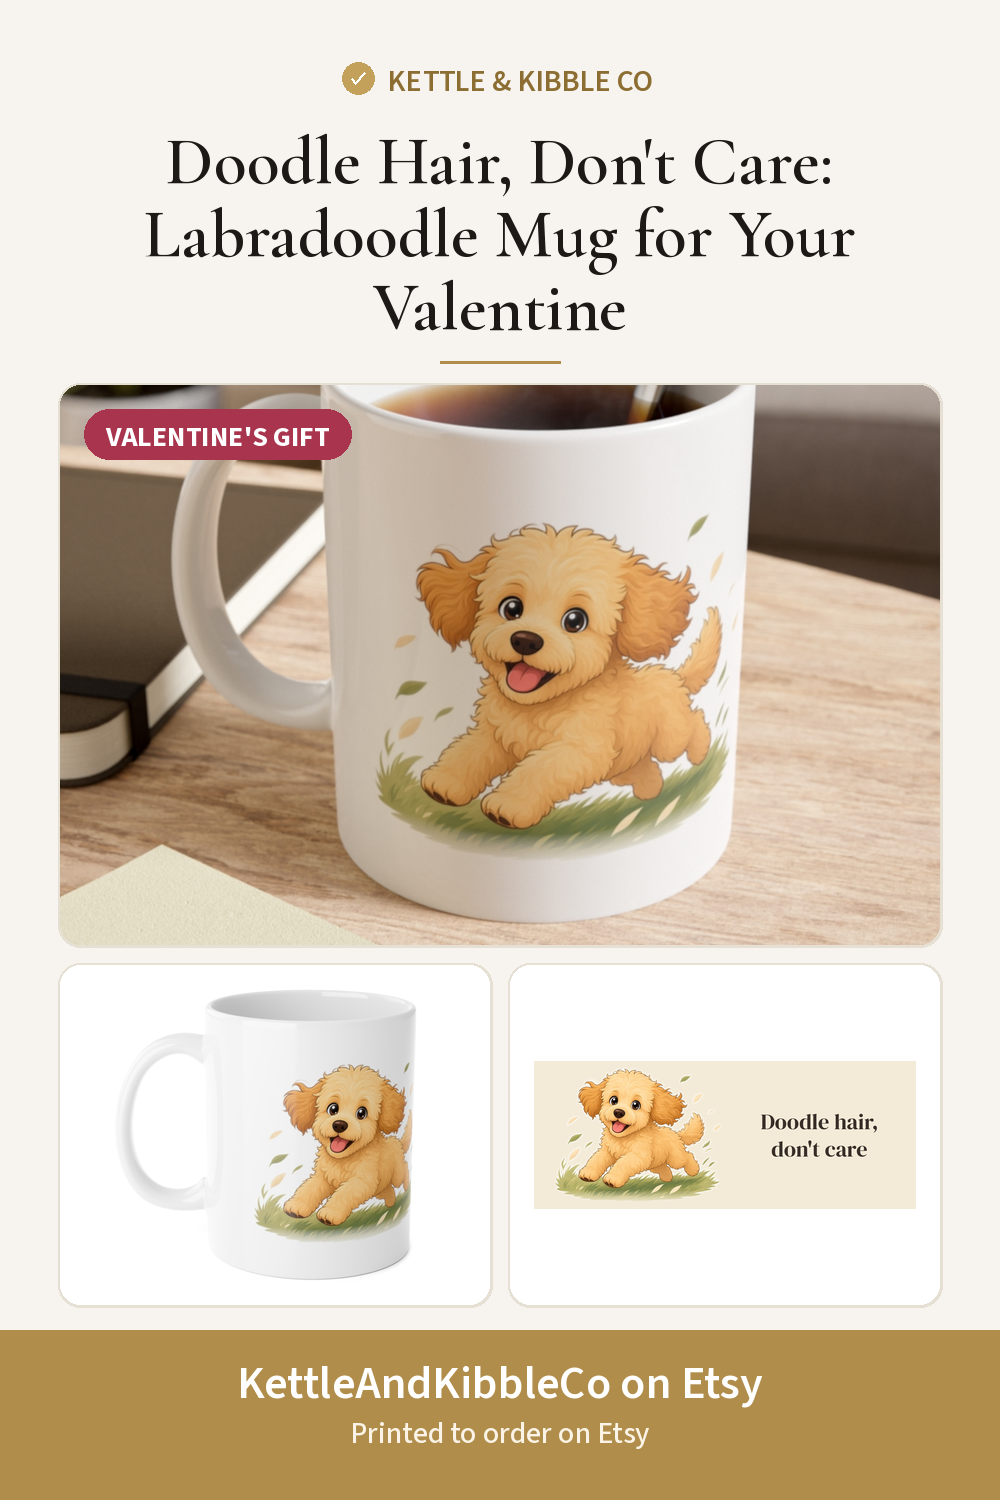 KETTLE & KIBBLE CO
Doodle Hair, Don't Care:
Labradoodle Mug for Your
Valentine
VALENTINE'S GIFT
Doodle hair,
don't care
KettleAndKibbleCo on Etsy
Printed to order on Etsy